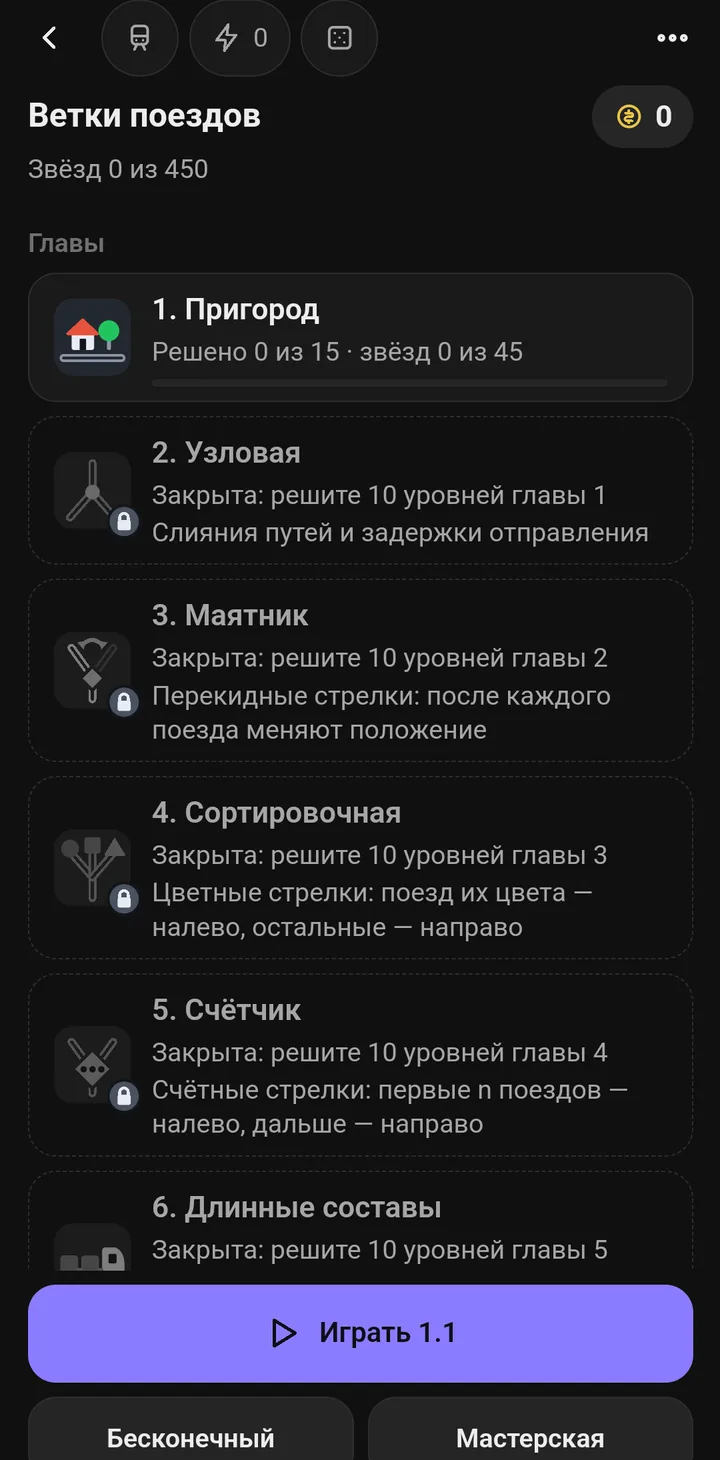 0
Ветки поездов
0
Звёзд 0 из 450
Главы
1. Пригород
Решено 0 из 15 · звёзд 0 из 45
2. Узловая
Закрыта: решите 10 уровней главы 1
Слияния путей и задержки отправления
3. Маятник
Закрыта: решите 10 уровней главы 2
Перекидные стрелки: после каждого
поезда меняют положение
4. Сортировочная
Закрыта: решите 10 уровней главы 3
Цветные стрелки: поезд их цвета —
налево, остальные — направо
5. Счётчик
Закрыта: решите 10 уровней главы 4
Счётные стрелки: первые n поездов —
налево, дальше — направо
6. Длинные составы
Закрыта: решите 10 уровней главы 5
Играть 1.1
Бесконечный
Мастерская